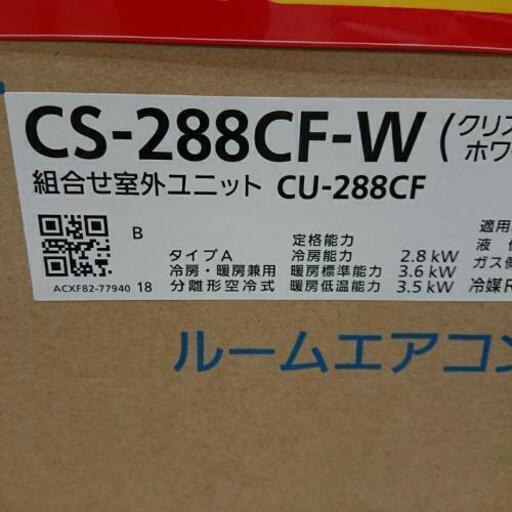 CS-288CF-W(クリス
ホワ
組合せ室外ユニット CU-288CF
B
ACXF82-77940 18
タイプA
冷房・暖房兼用
分離形空冷式
定格能力
冷房能力 2.8 kW
暖房標準能力 3.6 kW
暖房低温能力 3.5 kW
適用
液
ガス
冷媒R
ルームエアコン